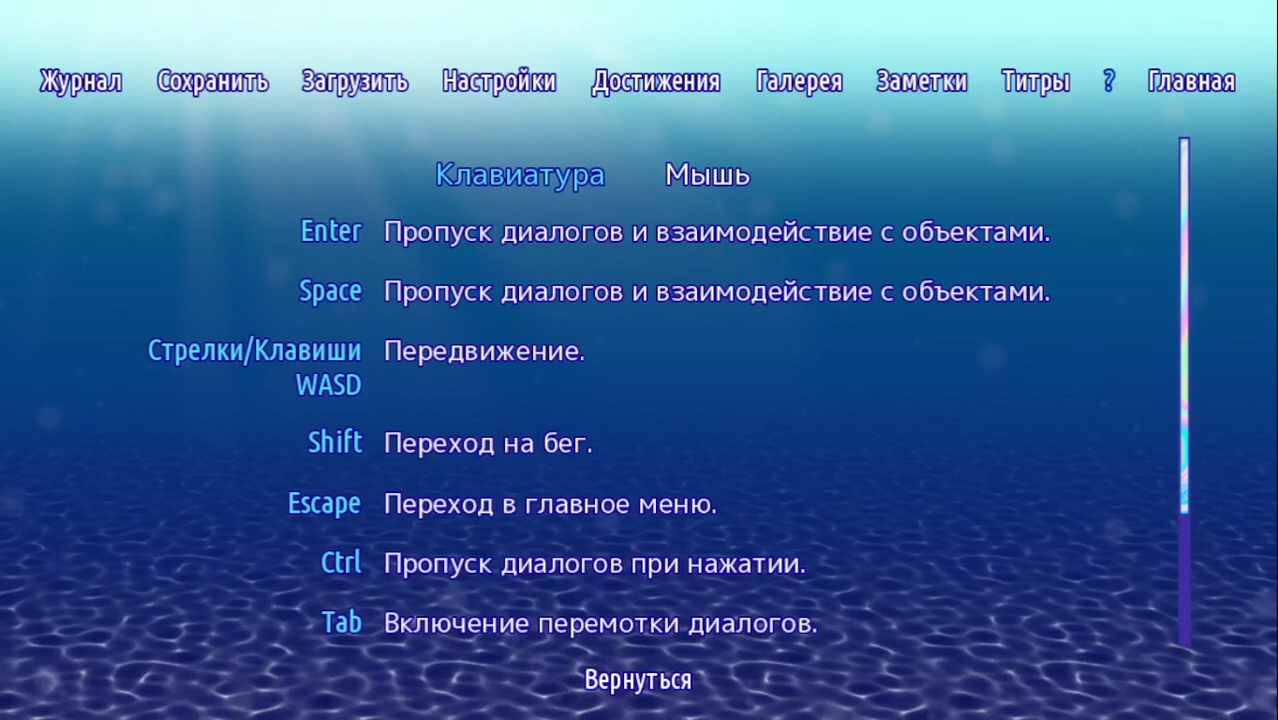 Журнал Сохранить Загрузить Настройки Достижения Галерея Заметки Титры ? Главная
Клавиатура Мышь
Enter Пропуск диалогов и взаимодействие с объектами.
Space Пропуск диалогов и взаимодействие с объектами.
Стрелки/Клавиши Передвижение.
WASD
Shift Переход на бег.
Escape Переход в главное меню.
Ctrl Пропуск диалогов при нажатии.
Tab Включение перемотки диалогов.
Вернуться